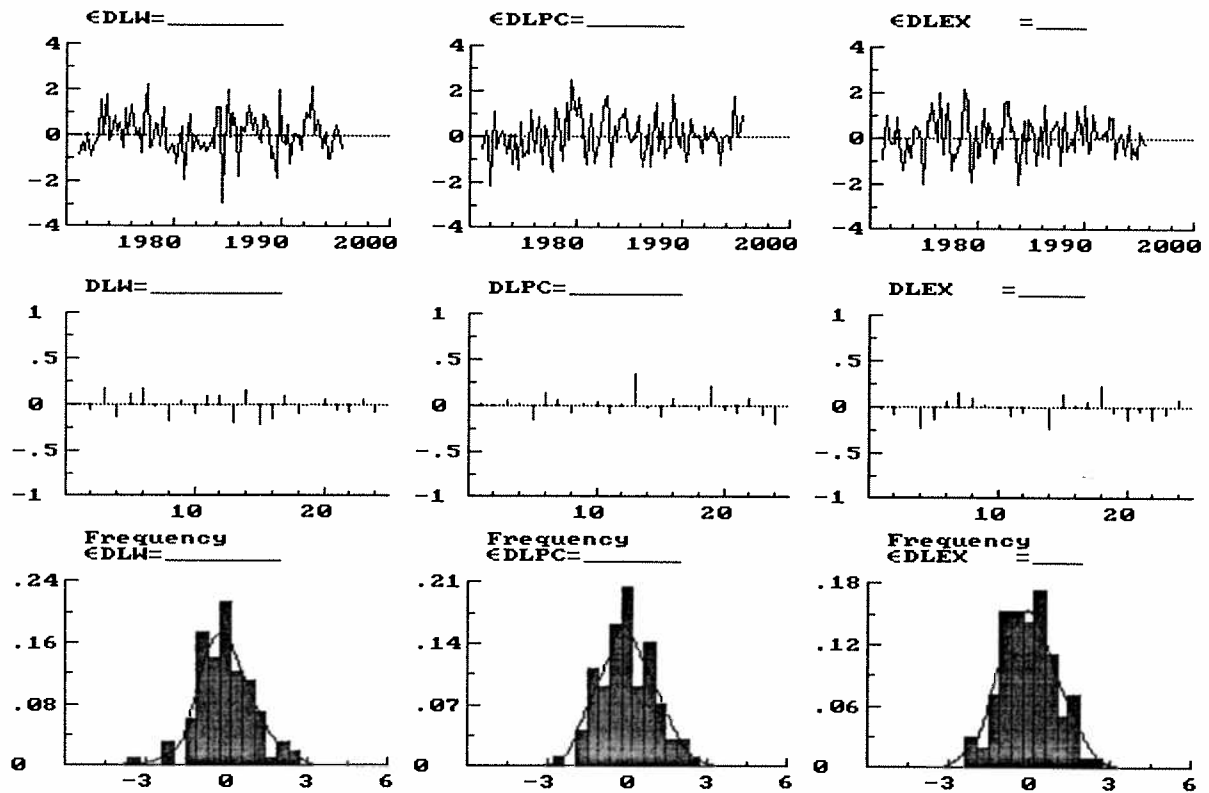 ∈DLW=
4
2
0
-2
-4
1980 1990 2000
∈DLPC=
4
2
0
-2
-4
1980 1990 2000
∈DLEX =
4
2
0
-2
-4
1980 1990 2000
DLW=
1
.5
0
-.5
-1
10 20
DLPC=
1
.5
0
-.5
-1
10 20
DLEX =
1
.5
0
-.5
-1
10 20
Frequency
∈DLW=
.24
.16
.08
0
-3 0 3 6
Frequency
∈DLPC=
.21
.14
.07
0
-3 0 3 6
Frequency
∈DLEX =
.18
.12
.06
0
-3 0 3 6